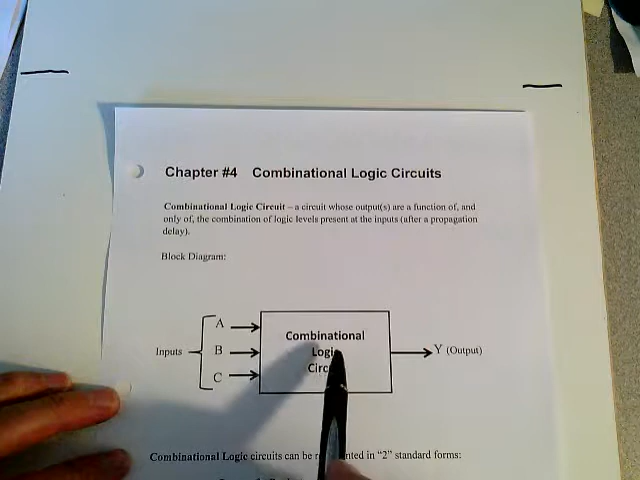 Chapter #4 Combinational Logic Circuits
Combinational Logic Circuit – a circuit whose output(s) are a function of, and
only of, the combination of logic levels present at the inputs (after a propagation
delay).
Block Diagram:
A
Combinational
Inputs B Logic Y (Output)
C
Combinational Logic circuits can be in "2" standard forms: